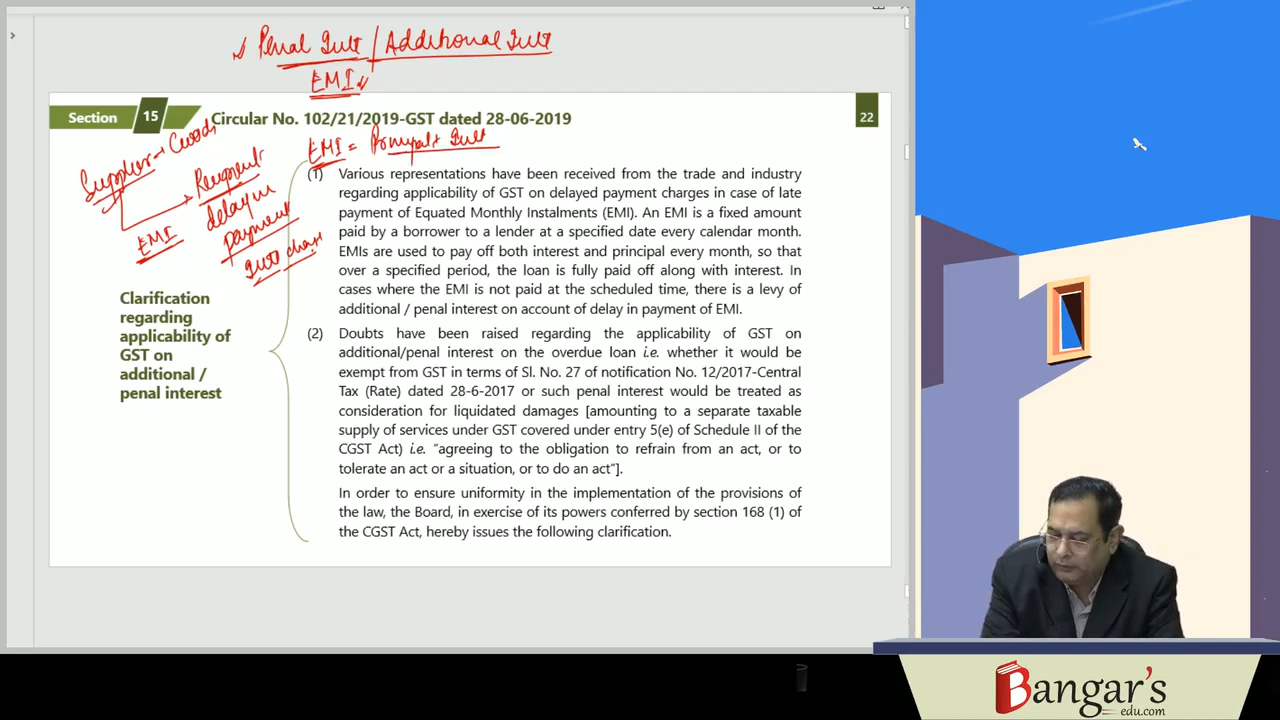 Penal Intt / Additional Intt
EMI
Section 15 Circular No. 102/21/2019-GST dated 28-06-2019 22
EMI = Principal + Intt
Supplier → Goods
Recipient
delay in
payment
EMI
Intt charge
Clarification
regarding
applicability of
GST on
additional /
penal interest
(1) Various representations have been received from the trade and industry
regarding applicability of GST on delayed payment charges in case of late
payment of Equated Monthly Instalments (EMI). An EMI is a fixed amount
paid by a borrower to a lender at a specified date every calendar month.
EMIs are used to pay off both interest and principal every month, so that
over a specified period, the loan is fully paid off along with interest. In
cases where the EMI is not paid at the scheduled time, there is a levy of
additional / penal interest on account of delay in payment of EMI.
(2) Doubts have been raised regarding the applicability of GST on
additional/penal interest on the overdue loan i.e. whether it would be
exempt from GST in terms of Sl. No. 27 of notification No. 12/2017-Central
Tax (Rate) dated 28-6-2017 or such penal interest would be treated as
consideration for liquidated damages [amounting to a separate taxable
supply of services under GST covered under entry 5(e) of Schedule II of the
CGST Act) i.e. "agreeing to the obligation to refrain from an act, or to
tolerate an act or a situation, or to do an act"].
In order to ensure uniformity in the implementation of the provisions of
the law, the Board, in exercise of its powers conferred by section 168 (1) of
the CGST Act, hereby issues the following clarification.
Bangar's
edu.com